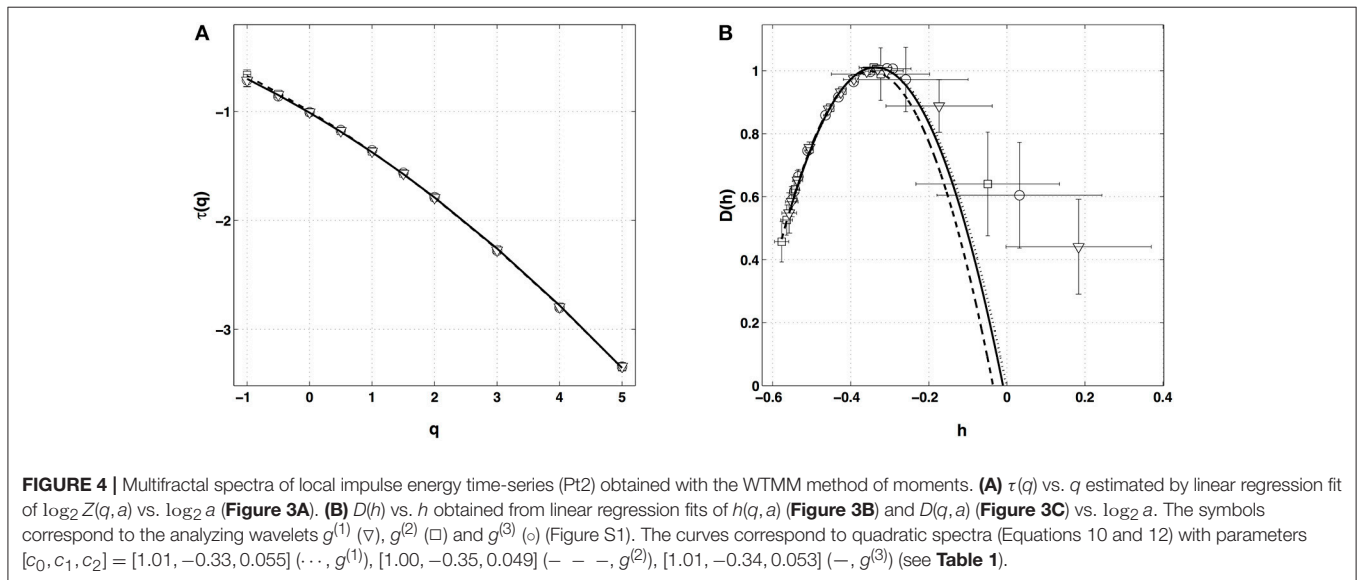 A
−1
−2
−3
τ(q)
−1 0 1 2 3 4 5
q
B
1
0.8
0.6
0.4
0.2
0
D(h)
−0.6 −0.4 −0.2 0 0.2 0.4
h
FIGURE 4 | Multifractal spectra of local impulse energy time-series (Pt2) obtained with the WTMM method of moments. (A) τ(q) vs. q estimated by linear regression fit
of log₂ Z(q, a) vs. log₂ a (Figure 3A). (B) D(h) vs. h obtained from linear regression fits of h(q, a) (Figure 3B) and D(q, a) (Figure 3C) vs. log₂ a. The symbols
correspond to the analyzing wavelets g⁽¹⁾ (▽), g⁽²⁾ (□) and g⁽³⁾ (○) (Figure S1). The curves correspond to quadratic spectra (Equations 10 and 12) with parameters
[c₀, c₁, c₂] = [1.01, −0.33, 0.055] (···, g⁽¹⁾), [1.00, −0.35, 0.049] (− − −, g⁽²⁾), [1.01, −0.34, 0.053] (—, g⁽³⁾) (see Table 1).